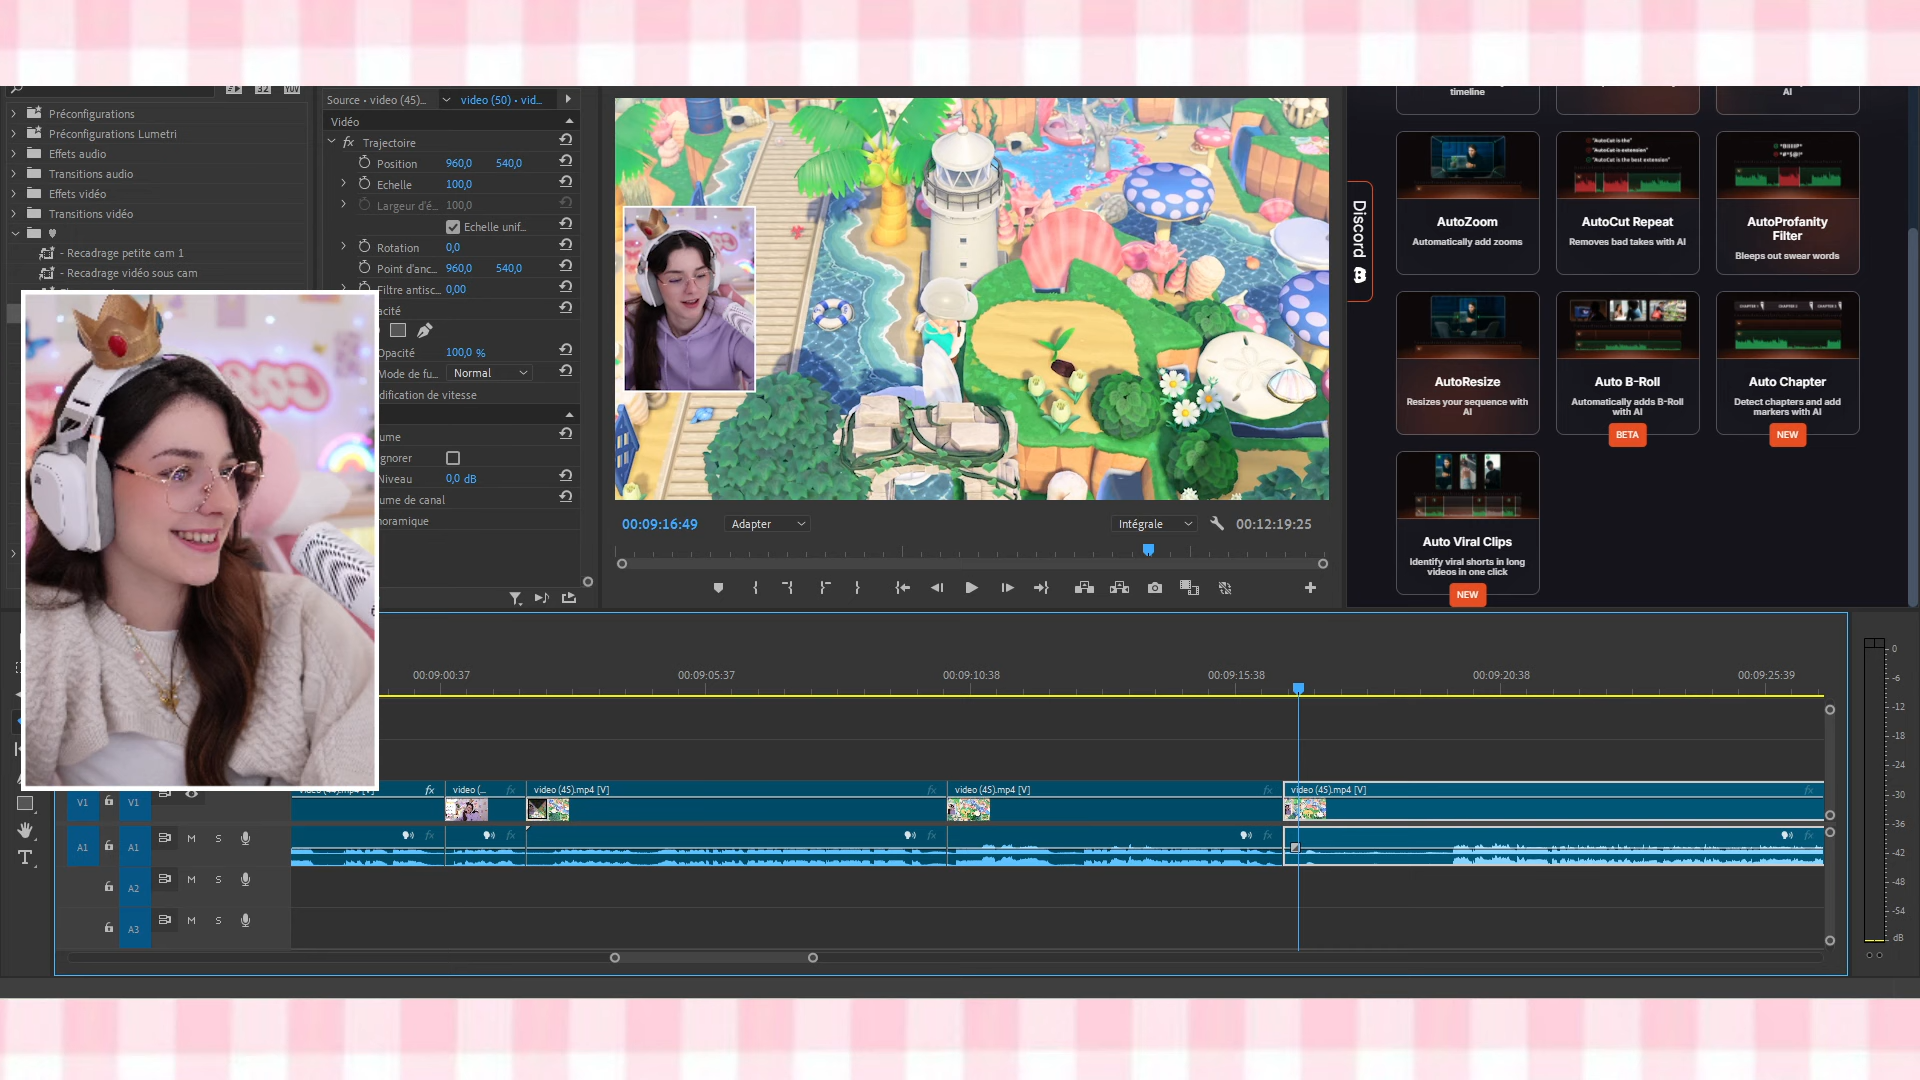 32
YUV
Préconfigurations
Préconfigurations Lumetri
Effets audio
Transitions audio
Effets vidéo
Transitions vidéo
- Recadrage petite cam 1
- Recadrage vidéo sous cam
Source • video (45)...
video (50) • vid...
Vidéo
fx Trajectoire
Position 960,0 540,0
Echelle 100,0
Largeur d'é... 100,0
Echelle unif...
Rotation 0,0
Point d'anc... 960,0 540,0
Filtre antisc... 0,00
acité
Opacité 100,0 %
Mode de fu... Normal
dification de vitesse
ume
gnorer
Niveau 0,0 dB
ume de canal
noramique
00:09:16:49
Adapter
Intégrale
00:12:19:25
Discord
timeline
AI
AutoZoom
Automatically add zooms
"AutoCut is the"
"AutoCut is extension"
"AutoCut is the best extension"
AutoCut Repeat
Removes bad takes with AI
AutoProfanity
Filter
Bleeps out swear words
AutoResize
Resizes your sequence with
AI
Auto B-Roll
Automatically adds B-Roll
with AI
BETA
Auto Chapter
Detect chapters and add
markers with AI
NEW
Auto Viral Clips
Identify viral shorts in long
videos in one click
NEW
00:09:00:37
00:09:05:37
00:09:10:38
00:09:15:38
00:09:20:38
00:09:25:39
V1 V1
fx
video (... fx
video (45).mp4 [V] fx
video (45).mp4 [V] fx
video (45).mp4 [V] fx
A1 A1 M S
fx
fx
fx
fx
fx
A2 M S
A3 M S
T
0
-6
-12
-18
-24
-30
-36
-42
-48
-54
dB